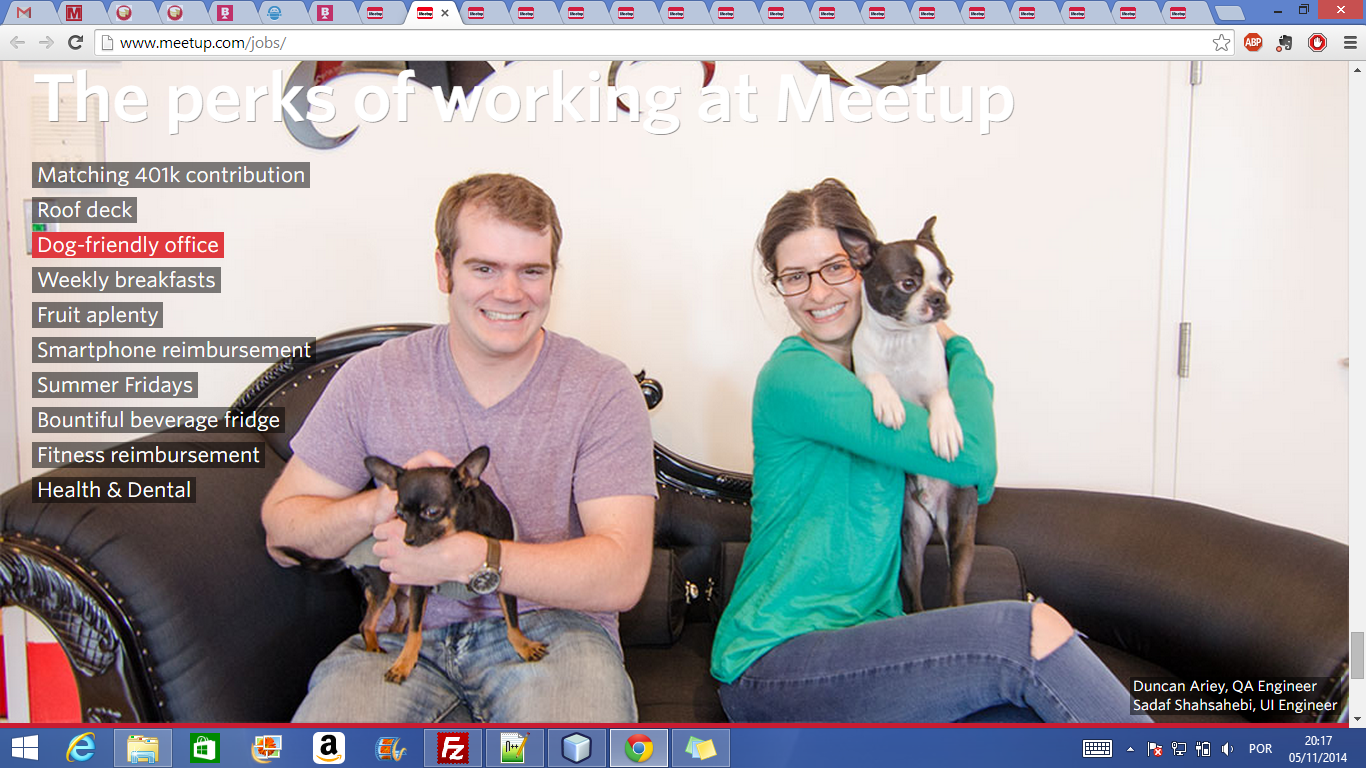 www.meetup.com/jobs/
ABP
The perks of working at Meetup
Matching 401k contribution
Roof deck
Dog-friendly office
Weekly breakfasts
Fruit aplenty
Smartphone reimbursement
Summer Fridays
Bountiful beverage fridge
Fitness reimbursement
Health & Dental
Duncan Ariey, QA Engineer
Sadaf Shahsahebi, UI Engineer
POR
20:17
05/11/2014